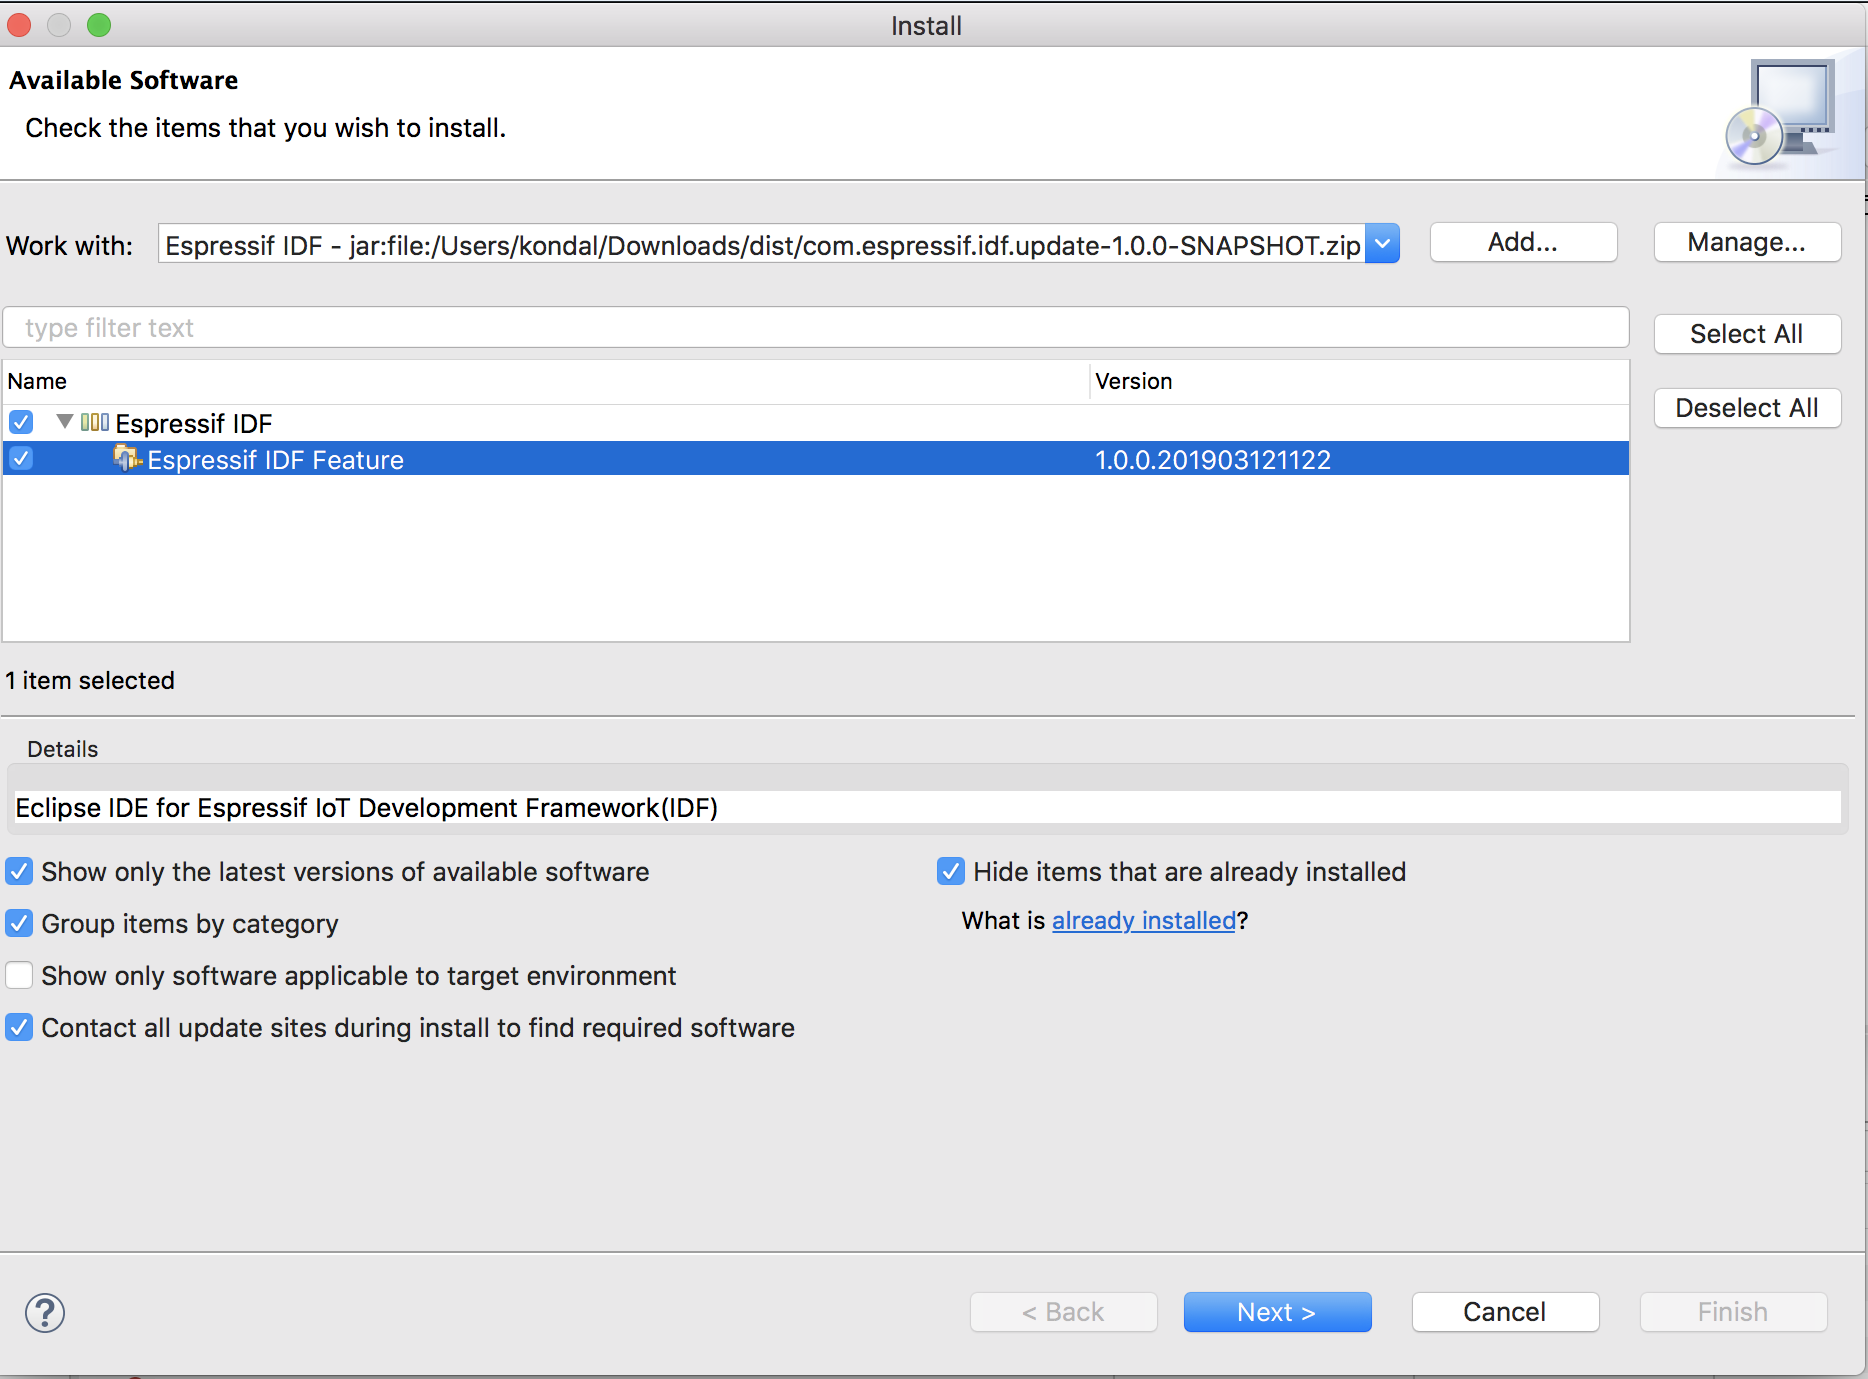 Install
Available Software
Check the items that you wish to install.
Work with: Espressif IDF - jar:file:/Users/kondal/Downloads/dist/com.espressif.idf.update-1.0.0-SNAPSHOT.zip Add... Manage...
type filter text
Select All
Name Version
Deselect All
Espressif IDF
Espressif IDF Feature 1.0.0.201903121122
1 item selected
Details
Eclipse IDE for Espressif IoT Development Framework(IDF)
Show only the latest versions of available software Hide items that are already installed
Group items by category What is already installed?
Show only software applicable to target environment
Contact all update sites during install to find required software
? < Back Next > Cancel Finish